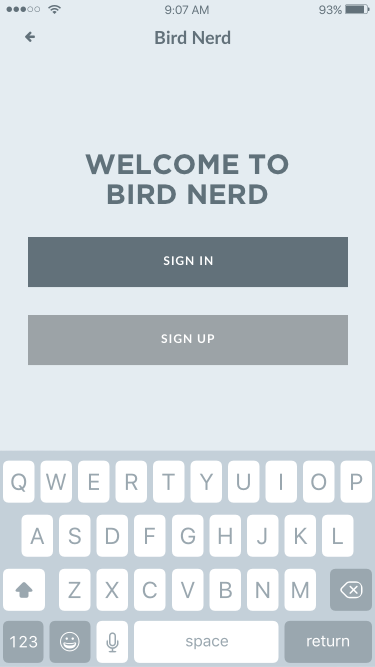 9:07 AM 93%
Bird Nerd
WELCOME TO
BIRD NERD
SIGN IN
SIGN UP
Q W E R T Y U I O P
A S D F G H J K L
Z X C V B N M
123 space return